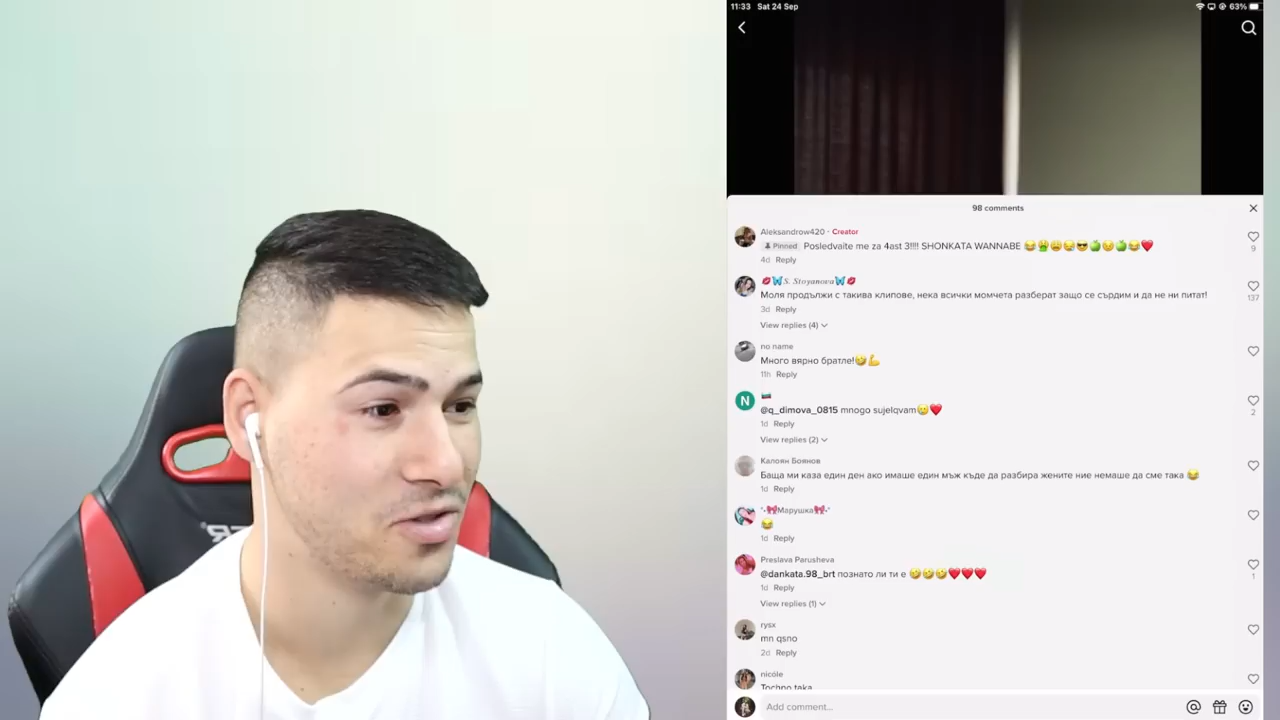 11:33 Sat 24 Sep
63%
98 comments
Aleksandrow420 · Creator
Pinned Posledvaite me za 4ast 3!!!! SHONKATA WANNABE 😂🤮😩😂😎🍏😣🍏😂❤️
9
4d Reply
💋🦋S. Stoyanova🦋💋
Моля продължи с такива клипове, нека всички момчета разберат защо се сърдим и да не ни питат!
137
3d Reply
View replies (4)
no name
Много вярно братле!🤣💪
11h Reply
N
@q_dimova_0815 mnogo sujelqvam🥲❤️
2
1d Reply
View replies (2)
Калоян Боянов
Баща ми каза един ден ако имаше един мъж къде да разбира жените ние немаше да сме така 😂
1d Reply
°•🎀Марушка🎀•°
😂
1d Reply
Preslava Parusheva
@dankata.98_brt познато ли ти е 🤣🤣🤣❤️❤️❤️
1
1d Reply
View replies (1)
rysx
mn qsno
2d Reply
nicole
Tochno taka
Add comment...